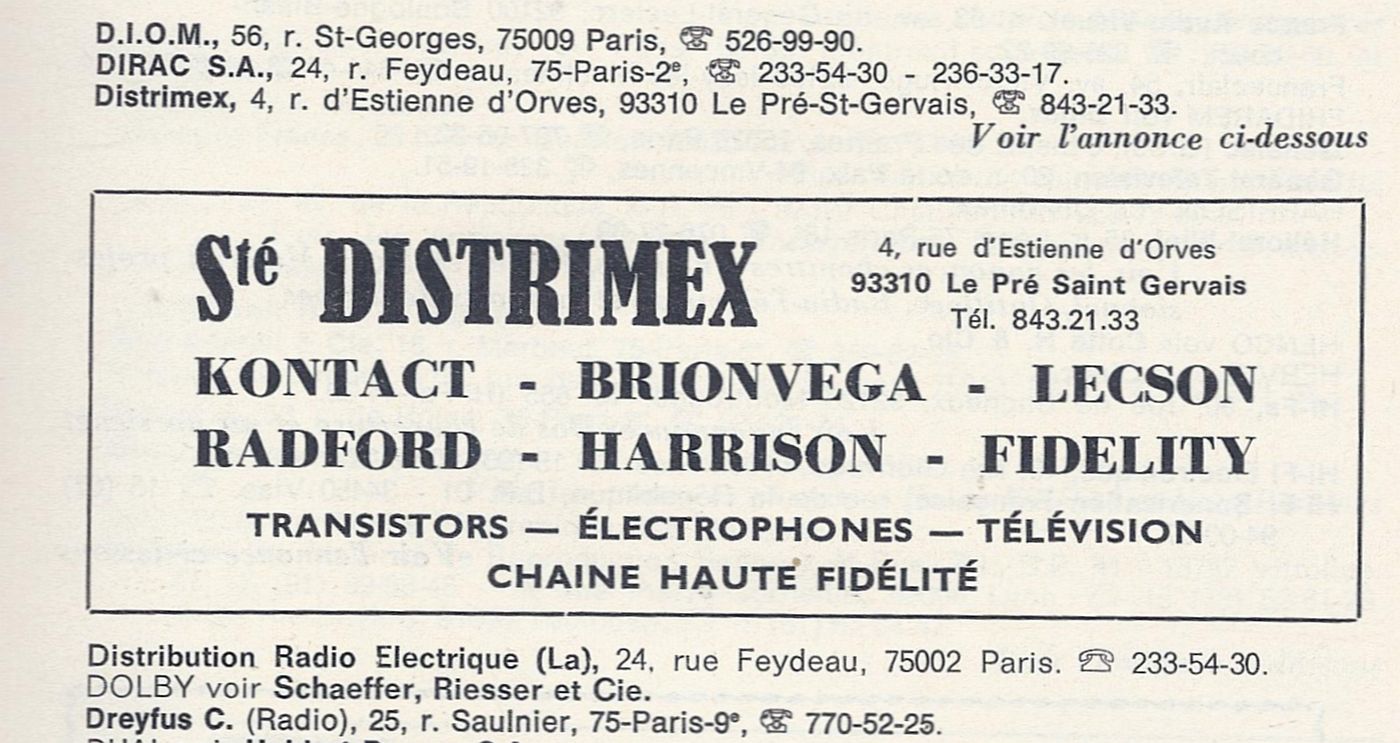 D.I.O.M., 56, r. St-Georges, 75009 Paris, ☎ 526-99-90.
DIRAC S.A., 24, r. Feydeau, 75-Paris-2e, ☎ 233-54-30 - 236-33-17.
Distrimex, 4, r. d'Estienne d'Orves, 93310 Le Pré-St-Gervais, ☎ 843-21-33.
Voir l'annonce ci-dessous
Sté DISTRIMEX
4, rue d'Estienne d'Orves
93310 Le Pré Saint Gervais
Tél. 843.21.33
KONTACT - BRIONVEGA - LECSON
RADFORD - HARRISON - FIDELITY
TRANSISTORS — ÉLECTROPHONES — TÉLÉVISION
CHAINE HAUTE FIDÉLITÉ
Distribution Radio Electrique (La), 24, rue Feydeau, 75002 Paris. ☎ 233-54-30.
DOLBY voir Schaeffer, Riesser et Cie.
Dreyfus C. (Radio), 25, r. Saulnier, 75-Paris-9e, ☎ 770-52-25.